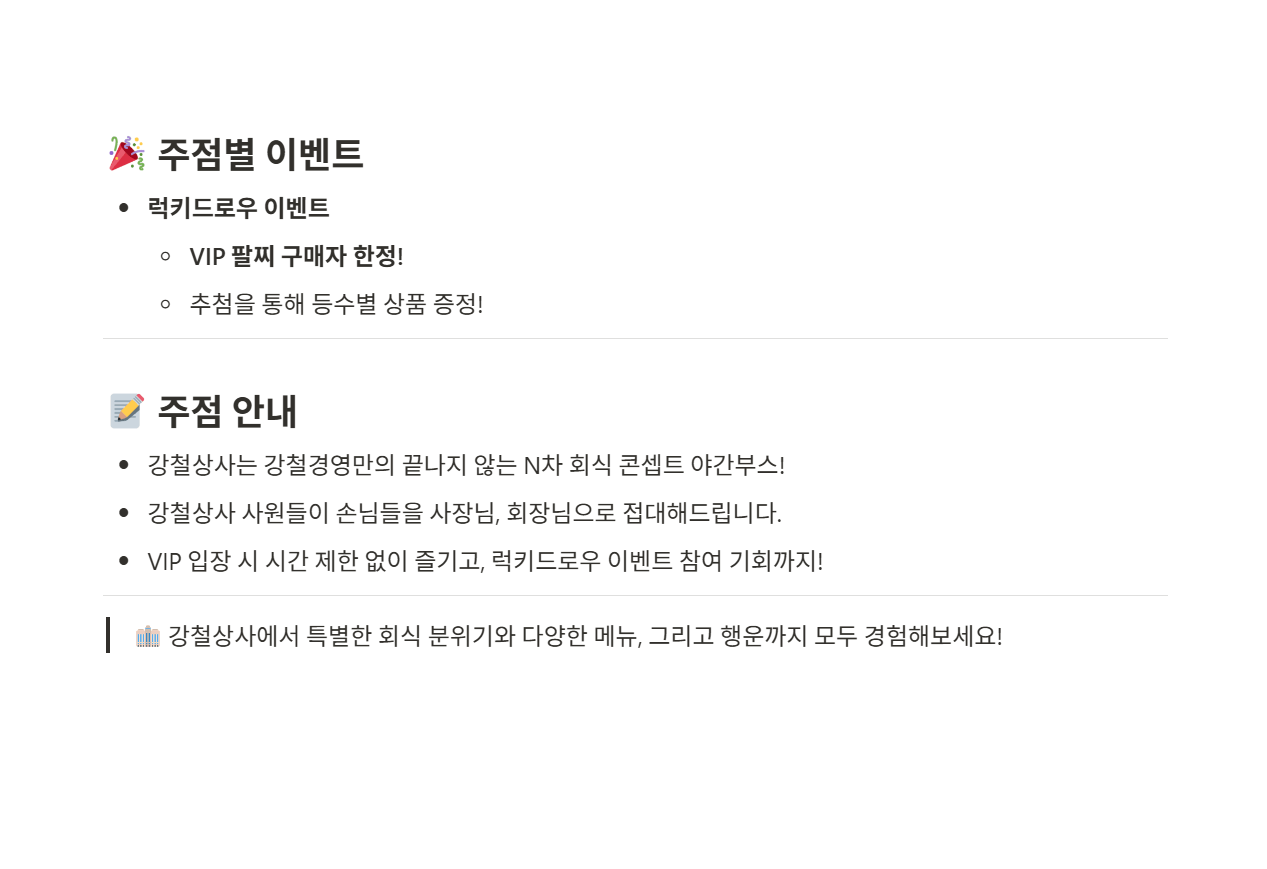 🎉 주점별 이벤트
• 럭키드로우 이벤트
◦ VIP 팔찌 구매자 한정!
◦ 추첨을 통해 등수별 상품 증정!
📝 주점 안내
• 강철상사는 강철경영만의 끝나지 않는 N차 회식 콘셉트 야간부스!
• 강철상사 사원들이 손님들을 사장님, 회장님으로 접대해드립니다.
• VIP 입장 시 시간 제한 없이 즐기고, 럭키드로우 이벤트 참여 기회까지!
🏨 강철상사에서 특별한 회식 분위기와 다양한 메뉴, 그리고 행운까지 모두 경험해보세요!